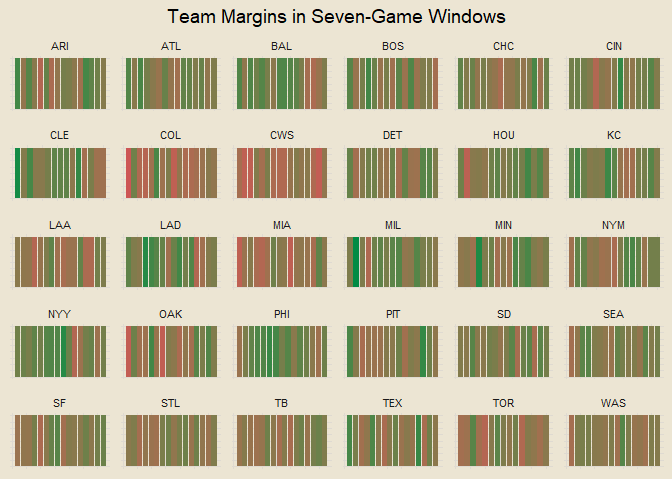 Team Margins in Seven-Game Windows
ARI ATL BAL BOS CHC CIN
CLE COL CWS DET HOU KC
LAA LAD MIA MIL MIN NYM
NYY OAK PHI PIT SD SEA
SF STL TB TEX TOR WAS